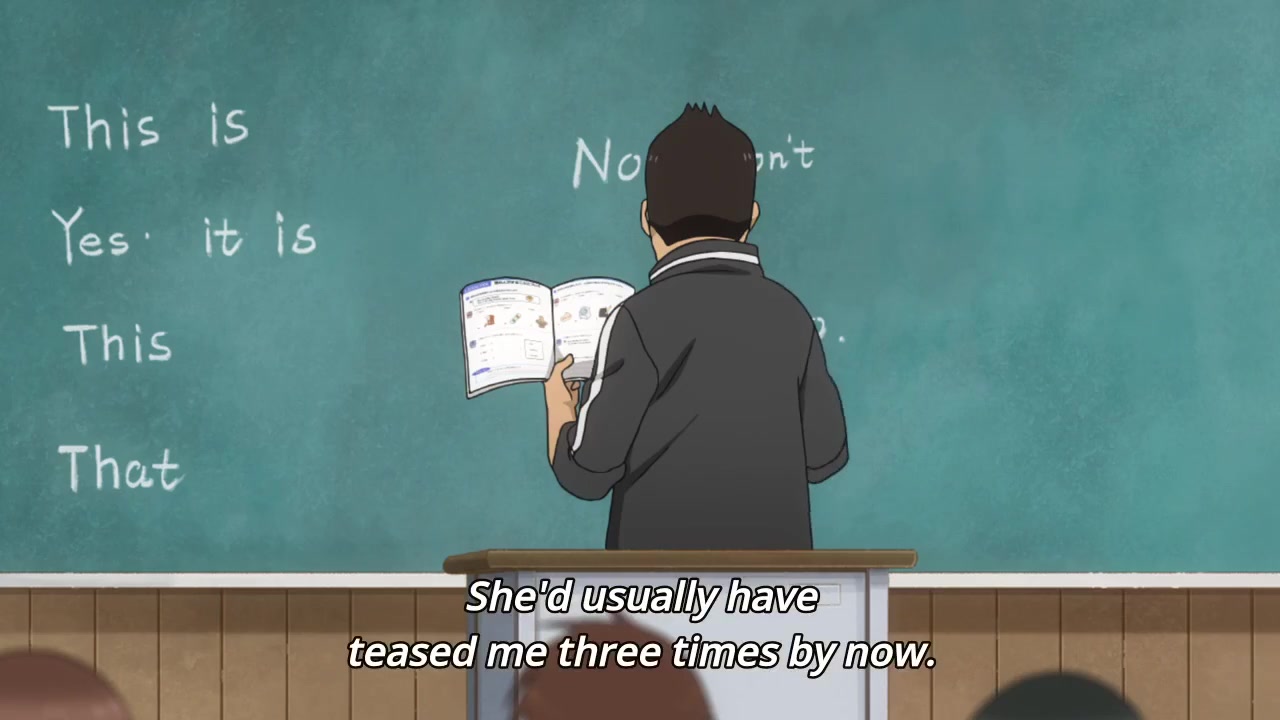 This is
Yes. it is
This
That
No
She'd usually have
teased me three times by now.